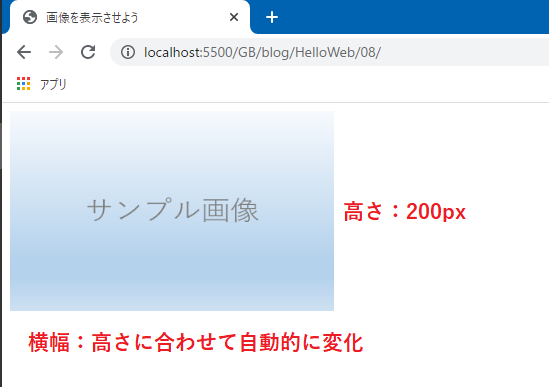 画像を表示させよう
localhost:5500/GB/blog/HelloWeb/08/
アプリ
サンプル画像
高さ：200px
横幅：高さに合わせて自動的に変化